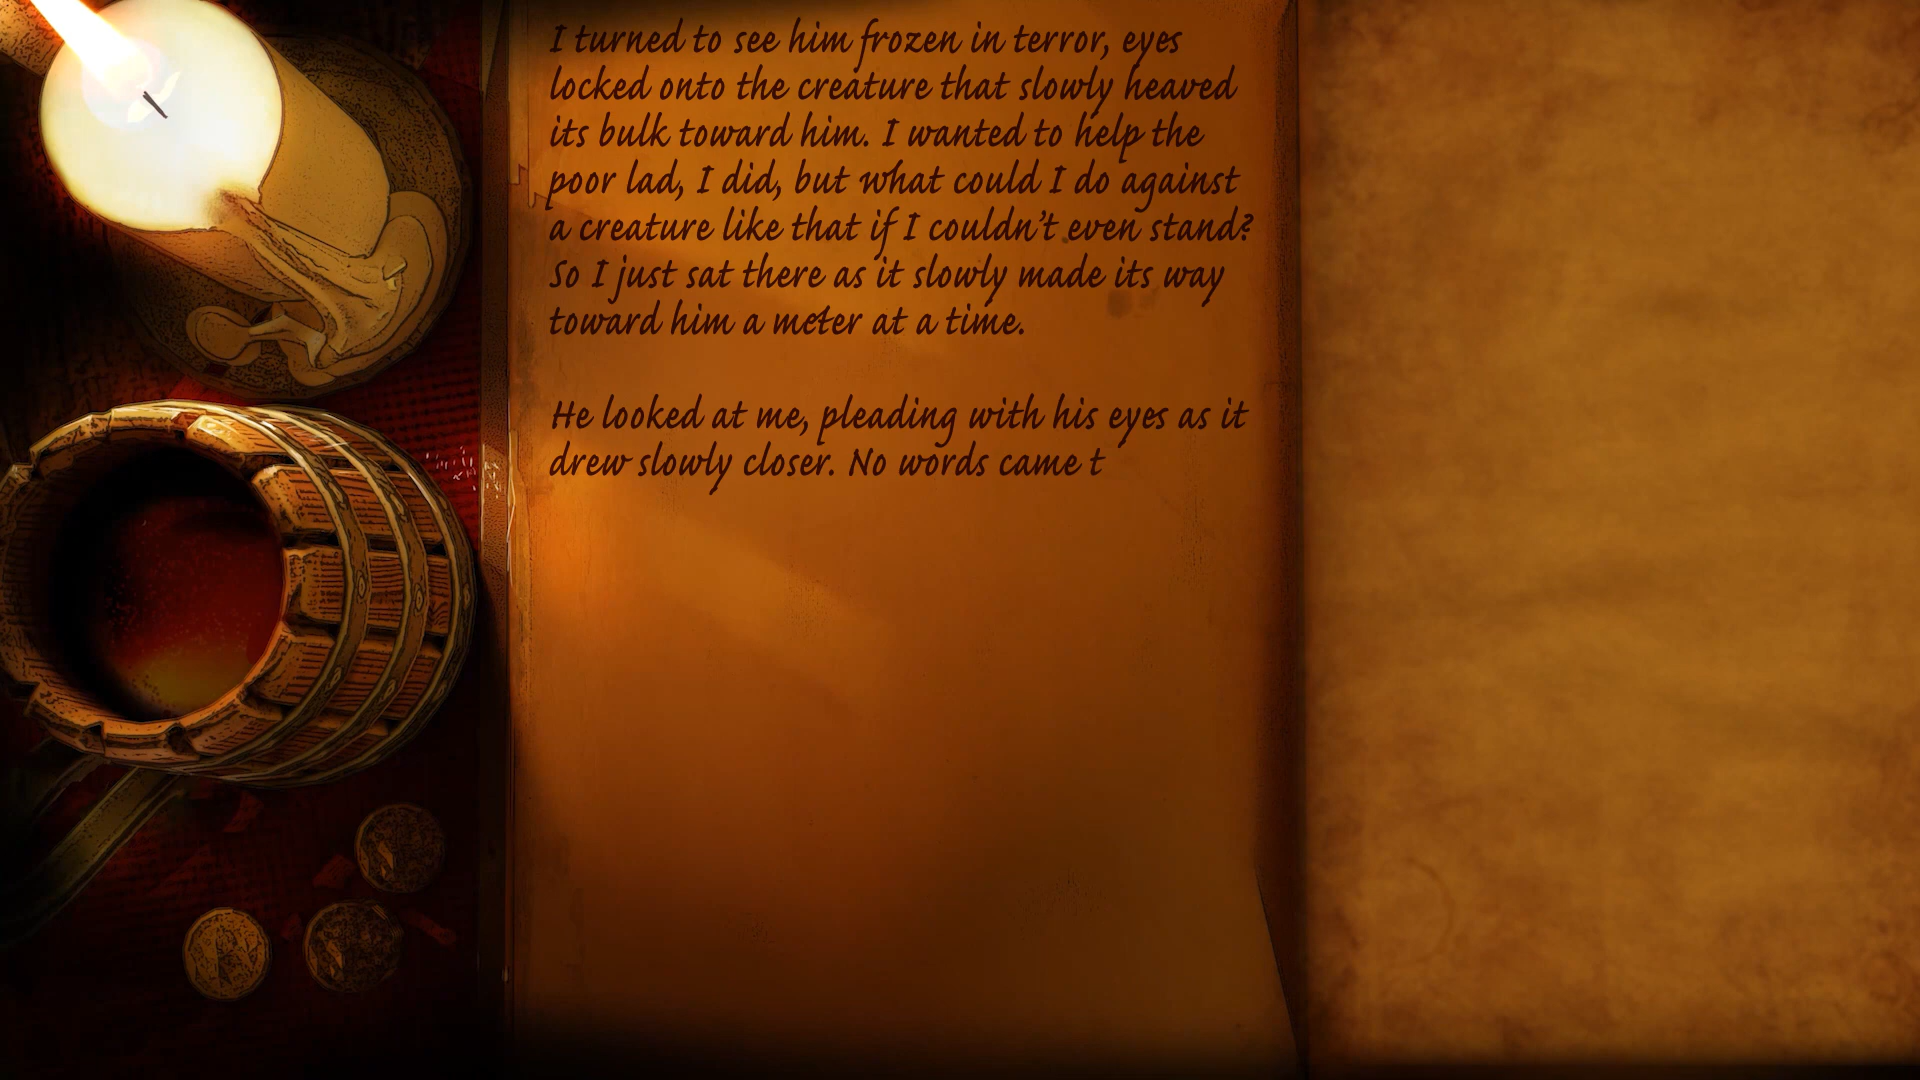 I turned to see him frozen in terror, eyes
locked onto the creature that slowly heaved
its bulk toward him. I wanted to help the
poor lad, I did, but what could I do against
a creature like that if I couldn’t even stand?
So I just sat there as it slowly made its way
toward him a meter at a time.
He looked at me, pleading with his eyes as it
drew slowly closer. No words came t